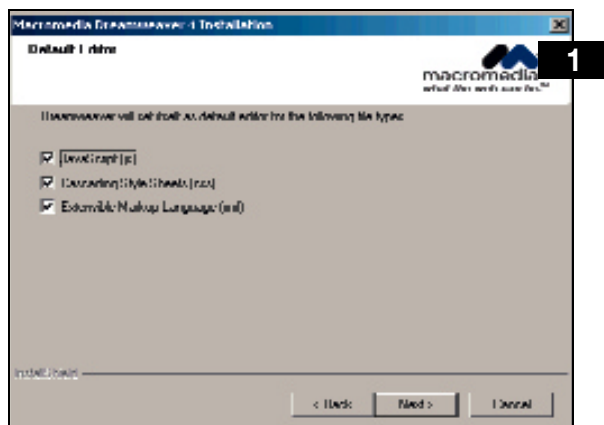 Macromedia Dreamweaver 4 Installation
Default Editor
1
macromedia
what the web can be.™
Dreamweaver will set itself as default editor for the following file types
JavaScript (js)
Cascading Style Sheets (css)
Extensible Markup Language (xml)
InstallShield
< Back
Next >
Cancel